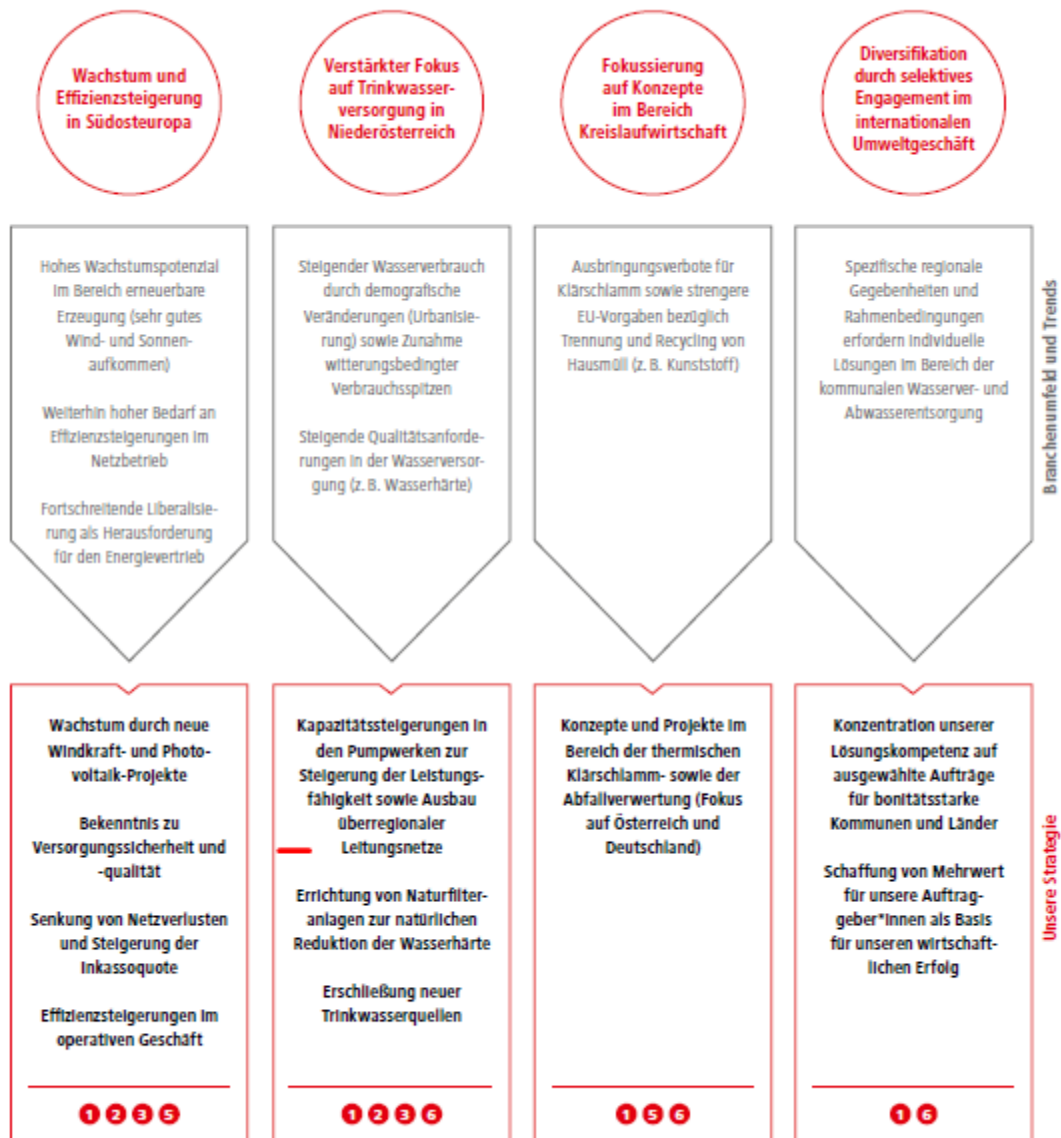 Wachstum und
Effizienzsteigerung
in Südosteuropa
Verstärkter Fokus
auf Trinkwasser-
versorgung in
Niederösterreich
Fokussierung
auf Konzepte
im Bereich
Kreislaufwirtschaft
Diversifikation
durch selektives
Engagement im
internationalen
Umweltgeschäft
Hohes Wachstumspotenzial
im Bereich erneuerbare
Erzeugung (sehr gutes
Wind- und Sonnen-
aufkommen)
Weiterhin hoher Bedarf an
Effizienzsteigerungen im
Netzbetrieb
Fortschreitende Liberalisie-
rung als Herausforderung
für den Energievertrieb
Steigender Wasserverbrauch
durch demografische
Veränderungen (Urbanisie-
rung) sowie Zunahme
witterungsbedingter
Verbrauchsspitzen
Steigende Qualitätsanforde-
rungen in der Wasserversor-
gung (z. B. Wasserhärte)
Ausbringungsverbote für
Klärschlamm sowie strengere
EU-Vorgaben bezüglich
Trennung und Recycling von
Hausmüll (z. B. Kunststoff)
Spezifische regionale
Gegebenheiten und
Rahmenbedingungen
erfordern individuelle
Lösungen im Bereich der
kommunalen Wasserver- und
Abwasserentsorgung
Branchenumfeld und Trends
Wachstum durch neue
Windkraft- und Photo-
voltaik-Projekte
Bekenntnis zu
Versorgungssicherheit und
-qualität
Senkung von Netzverlusten
und Steigerung der
Inkassoquote
Effizienzsteigerungen im
operativen Geschäft
1 2 3 5
Kapazitätssteigerungen in
den Pumpwerken zur
Steigerung der Leistungs-
fähigkeit sowie Ausbau
überregionaler
Leitungsnetze
Errichtung von Naturfilter-
anlagen zur natürlichen
Reduktion der Wasserhärte
Erschließung neuer
Trinkwasserquellen
1 2 3 6
Konzepte und Projekte im
Bereich der thermischen
Klärschlamm- sowie der
Abfallverwertung (Fokus
auf Österreich und
Deutschland)
1 5 6
Konzentration unserer
Lösungskompetenz auf
ausgewählte Aufträge
für bonitätsstarke
Kommunen und Länder
Schaffung von Mehrwert
für unsere Auftrag-
geber*innen als Basis
für unseren wirtschaft-
lichen Erfolg
1 6
Unsere Strategie